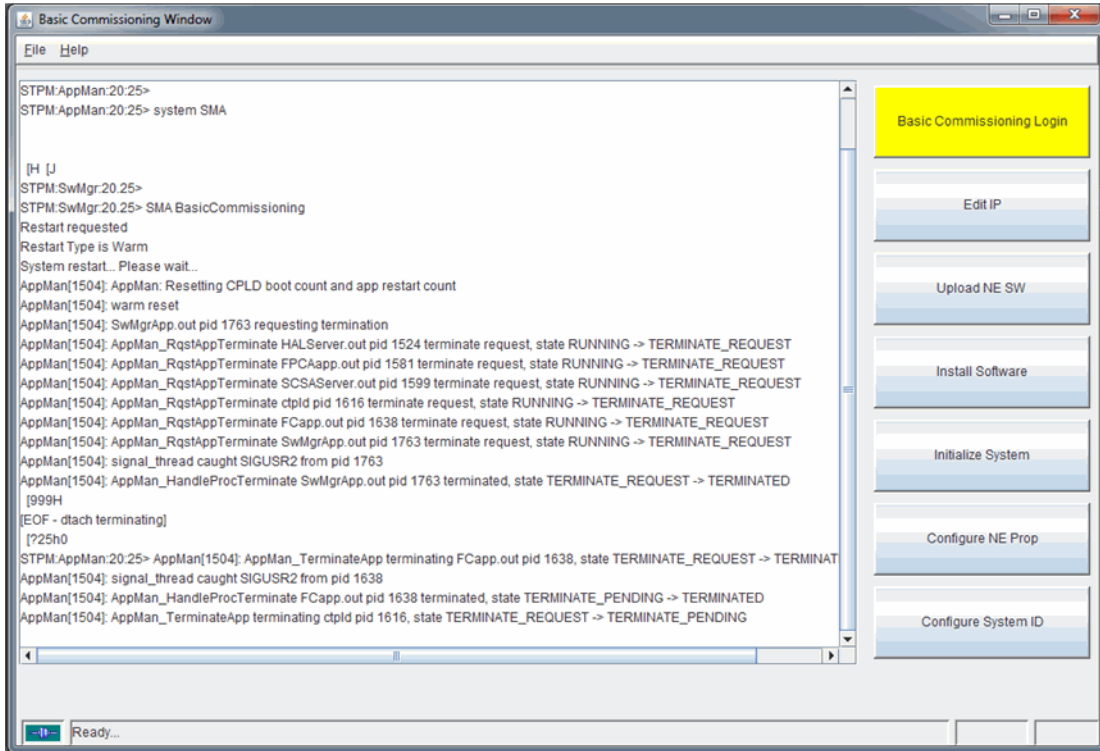 Basic Commissioning Window
File Help
STPM:AppMan:20:25>
STPM:AppMan:20:25> system SMA
[H [J
STPM:SwMgr:20.25>
STPM:SwMgr:20.25> SMA BasicCommissioning
Restart requested
Restart Type is Warm
System restart... Please wait...
AppMan[1504]: AppMan: Resetting CPLD boot count and app restart count
AppMan[1504]: warm reset
AppMan[1504]: SwMgrApp.out pid 1763 requesting termination
AppMan[1504]: AppMan_RqstAppTerminate HALServer.out pid 1524 terminate request, state RUNNING -> TERMINATE_REQUEST
AppMan[1504]: AppMan_RqstAppTerminate FPCAapp.out pid 1581 terminate request, state RUNNING -> TERMINATE_REQUEST
AppMan[1504]: AppMan_RqstAppTerminate SCSAServer.out pid 1599 terminate request, state RUNNING -> TERMINATE_REQUEST
AppMan[1504]: AppMan_RqstAppTerminate ctpld pid 1616 terminate request, state RUNNING -> TERMINATE_REQUEST
AppMan[1504]: AppMan_RqstAppTerminate FCapp.out pid 1638 terminate request, state RUNNING -> TERMINATE_REQUEST
AppMan[1504]: AppMan_RqstAppTerminate SwMgrApp.out pid 1763 terminate request, state RUNNING -> TERMINATE_REQUEST
AppMan[1504]: signal_thread caught SIGUSR2 from pid 1763
AppMan[1504]: AppMan_HandleProcTerminate SwMgrApp.out pid 1763 terminated, state TERMINATE_REQUEST -> TERMINATED
[999H
[EOF - dtach terminating]
[?25h0
STPM:AppMan:20:25> AppMan[1504]: AppMan_TerminateApp terminating FCapp.out pid 1638, state TERMINATE_REQUEST -> TERMINAT
AppMan[1504]: signal_thread caught SIGUSR2 from pid 1638
AppMan[1504]: AppMan_HandleProcTerminate FCapp.out pid 1638 terminated, state TERMINATE_PENDING -> TERMINATED
AppMan[1504]: AppMan_TerminateApp terminating ctpld pid 1616, state TERMINATE_REQUEST -> TERMINATE_PENDING
Basic Commissioning Login
Edit IP
Upload NE SW
Install Software
Initialize System
Configure NE Prop
Configure System ID
Ready...